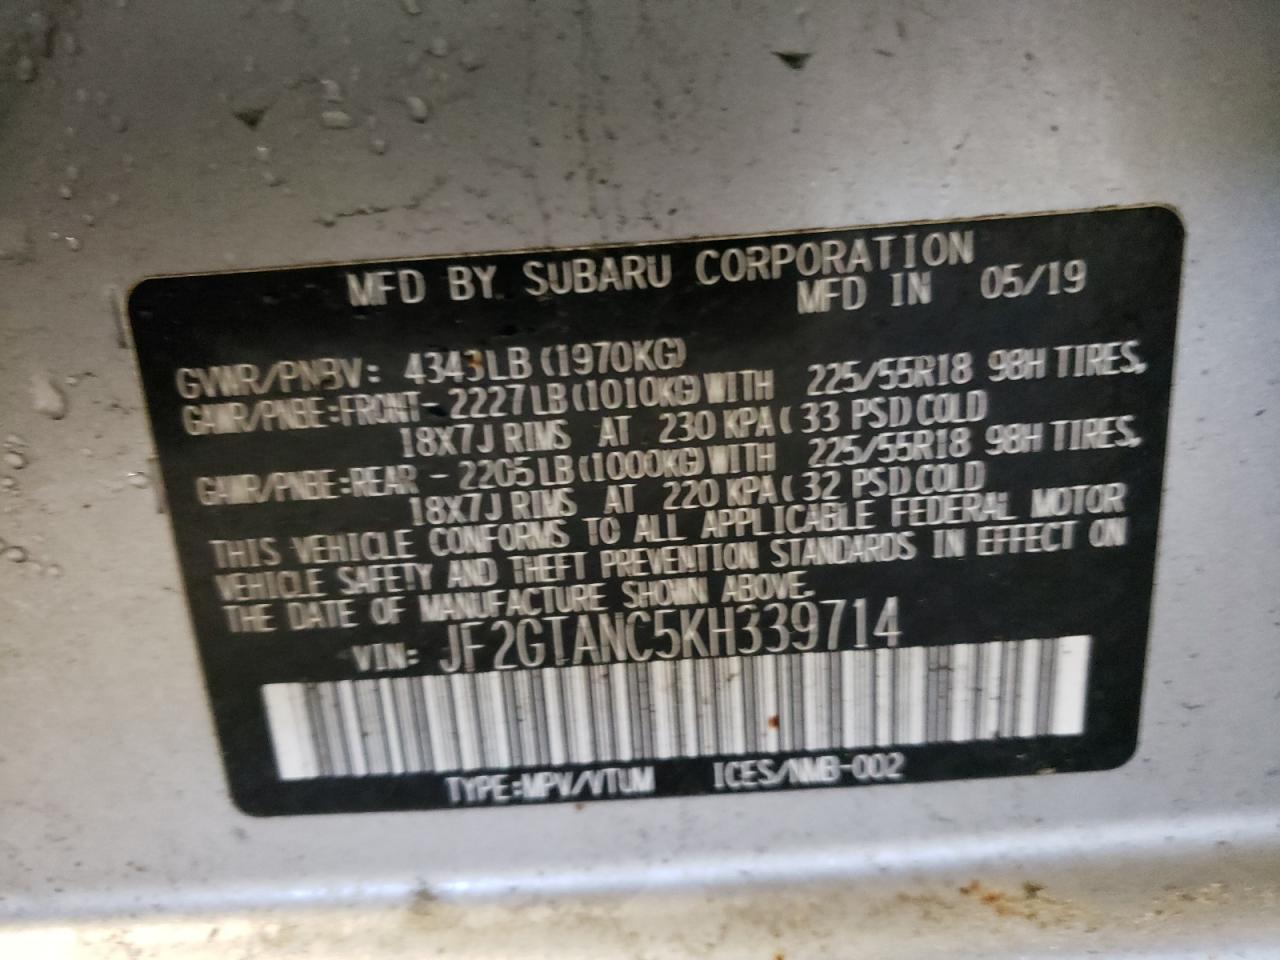 MFD BY SUBARU CORPORATION
MFD IN 05/19
GVWR/PNBV: 4343LB (1970KG)
GAWR/PNBE:FRONT- 2227LB(1010KG)WITH 225/55R18 98H TIRES,
18X7J RIMS AT 230 KPA( 33 PSI)COLD
GAWR/PNBE:REAR - 2205LB(1000KG)WITH 225/55R18 98H TIRES,
18X7J RIMS AT 220 KPA( 32 PSI)COLD
THIS VEHICLE CONFORMS TO ALL APPLICABLE FEDERAL MOTOR
VEHICLE SAFETY AND THEFT PREVENTION STANDARDS IN EFFECT ON
THE DATE OF MANUFACTURE SHOWN ABOVE.
VIN: JF2GTANC5KH339714
TYPE:MPV/VTUM ICES/NMB-002